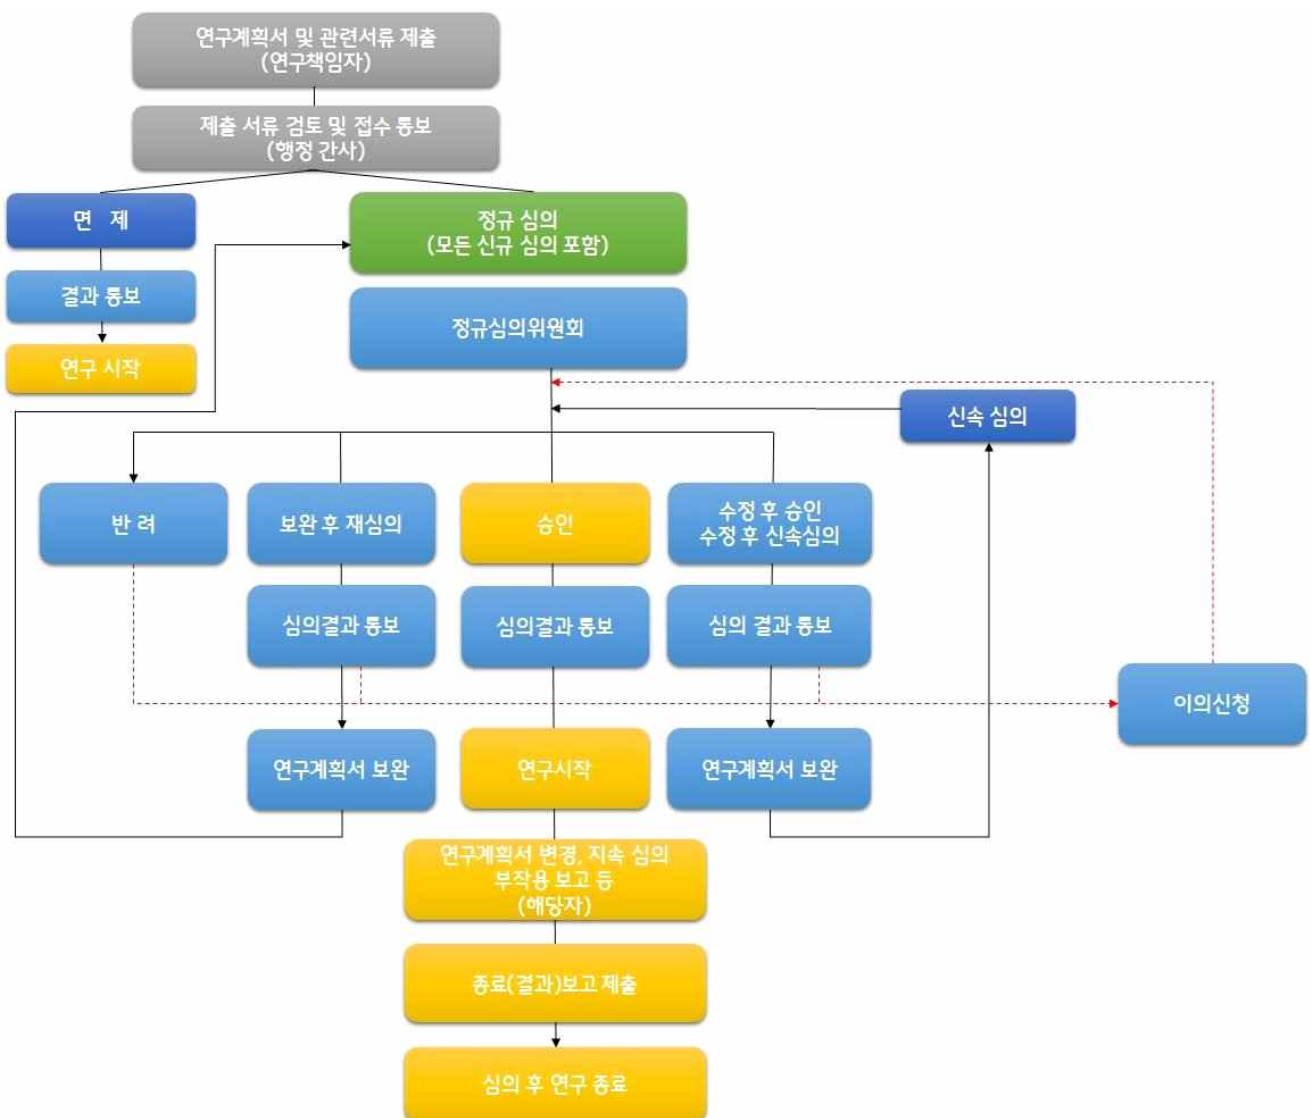 연구계획서 및 관련서류 제출
(연구책임자)
제출 서류 검토 및 접수 통보
(행정 간사)
면 제
정규 심의
(모든 신규 심의 포함)
결과 통보
정규심의위원회
연구 시작
신속 심의
반 려
보완 후 재심의
승인
수정 후 승인
수정 후 신속심의
심의결과 통보
심의결과 통보
심의 결과 통보
이의신청
연구계획서 보완
연구시작
연구계획서 보완
연구계획서 변경, 지속 심의
부작용 보고 등
(해당자)
종료(결과)보고 제출
심의 후 연구 종료